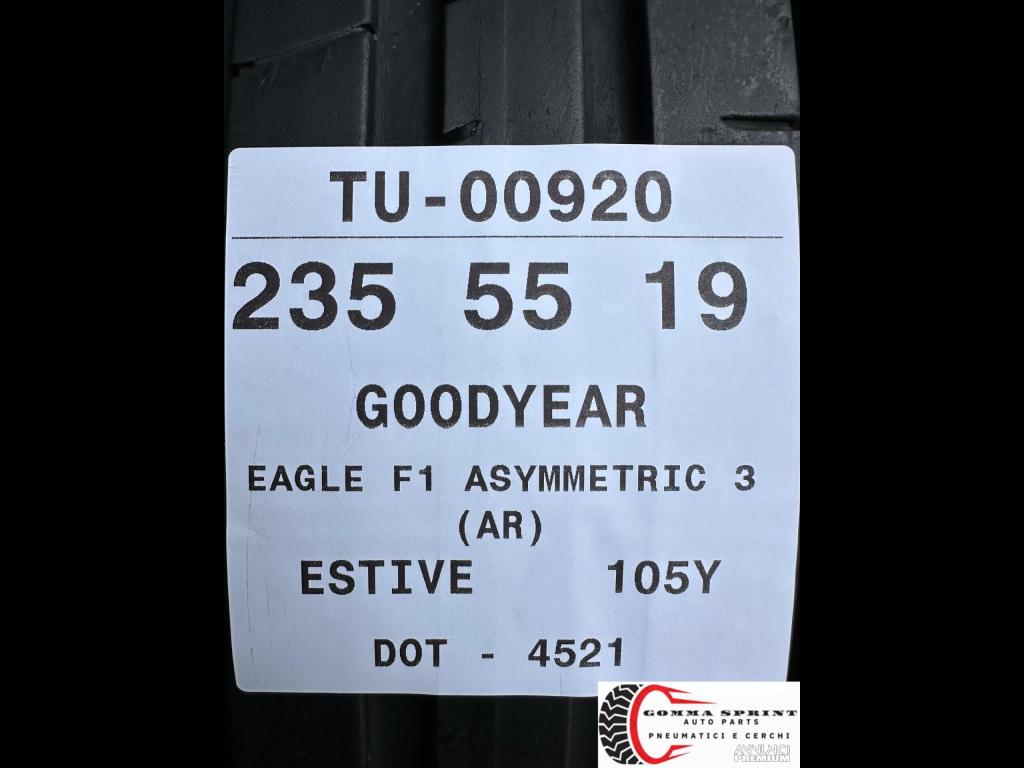 TU-00920
235 55 19
GOODYEAR
EAGLE F1 ASYMMETRIC 3
(AR)
ESTIVE 105Y
DOT - 4521
GOMMA SPRINT
AUTO PARTS
PNEUMATICI E CERCHI
ANNUNCI
PREMIUM